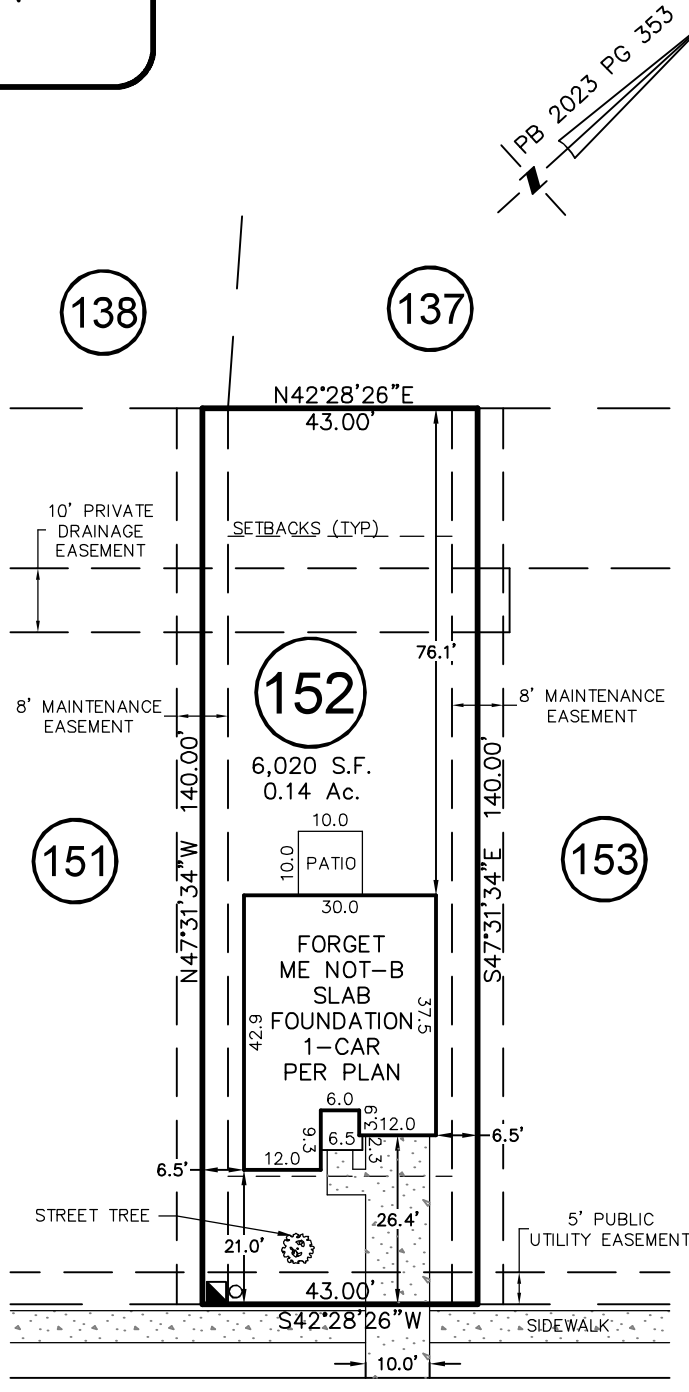 PB 2023 PG 353
138
137
N42°28'26"E
43.00'
10' PRIVATE
DRAINAGE
EASEMENT
SETBACKS (TYP.)
76.1'
152
8' MAINTENANCE
EASEMENT
8' MAINTENANCE
EASEMENT
6,020 S.F.
0.14 Ac.
N47°31'34"W 140.00'
S47°31'34"E 140.00'
151
153
10.0
10.0
PATIO
30.0
FORGET
ME NOT-B
SLAB
FOUNDATION
1-CAR
PER PLAN
42.9
37.5
6.0
9.3
6.5
3.9
2.3
12.0
12.0
6.5'
6.5'
STREET TREE
21.0'
26.4'
5' PUBLIC
UTILITY EASEMENT
43.00'
S42°28'26"W
SIDEWALK
10.0'